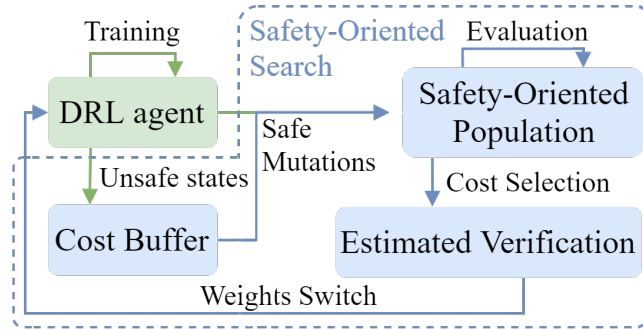 Training
Safety-Oriented
Search
Evaluation
DRL agent
Safety-Oriented
Population
Safe
Mutations
Unsafe states
Cost Selection
Cost Buffer
Estimated Verification
Weights Switch